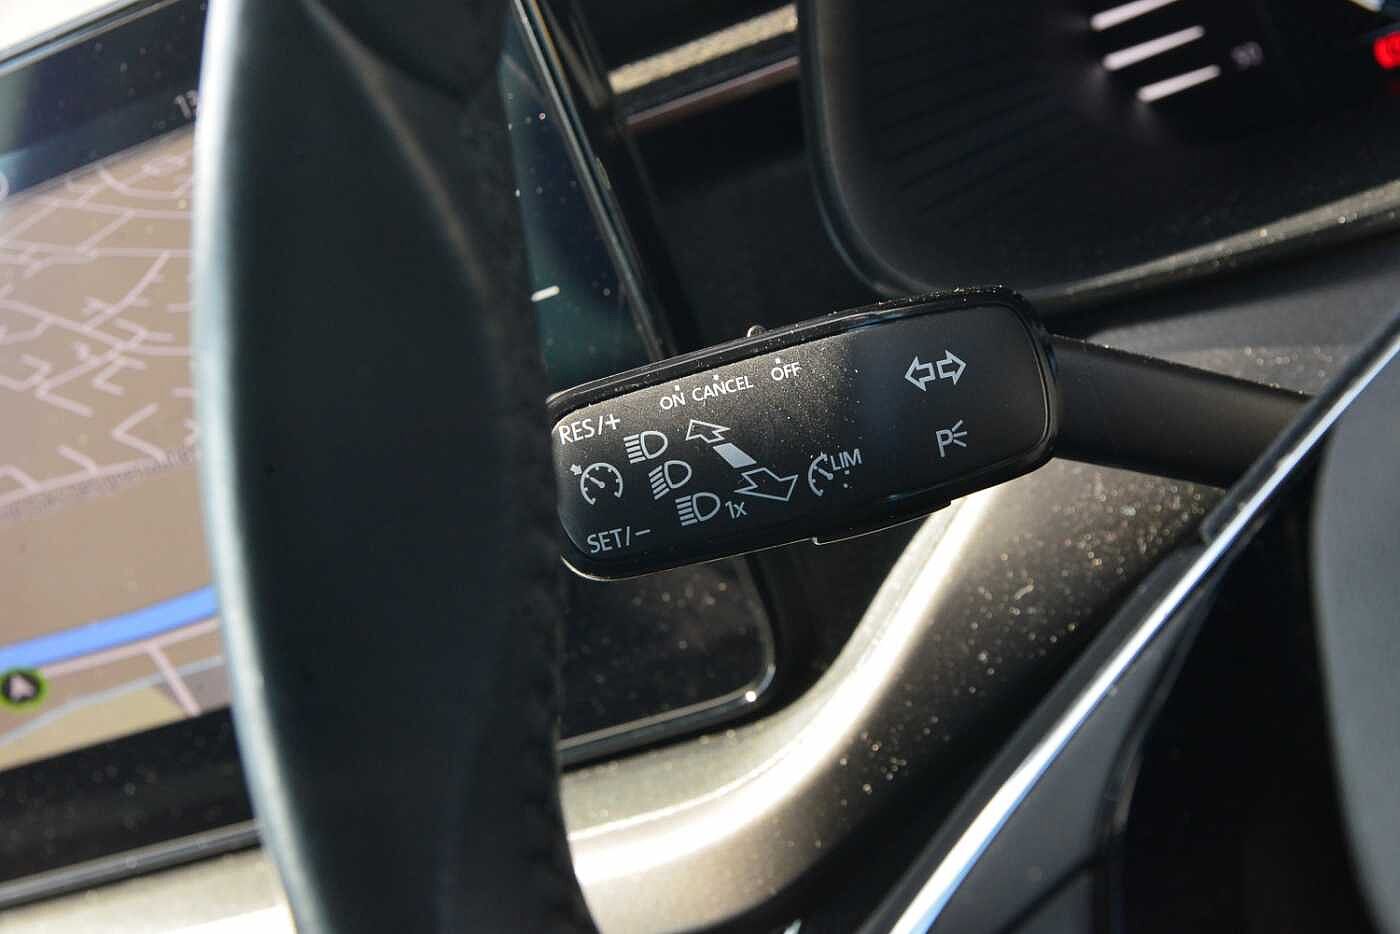 ON CANCEL OFF
RES/+
LIM
P
1x
SET/-